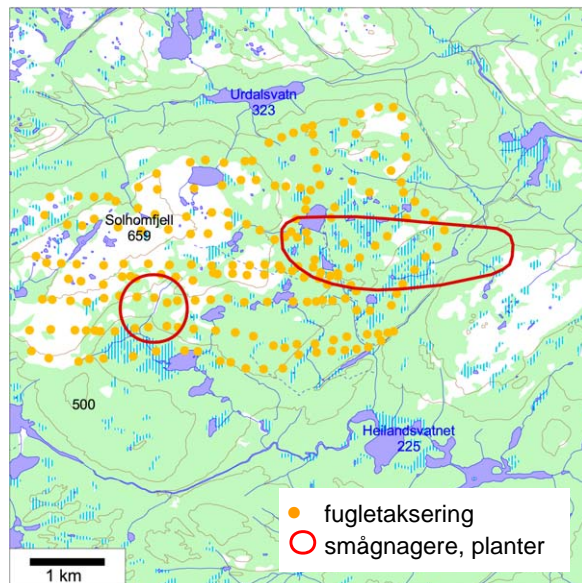 Urdalsvatn
323
Solhomfjell
659
500
Heilandsvatnet
225
fugletaksering
smågnagere, planter
1 km